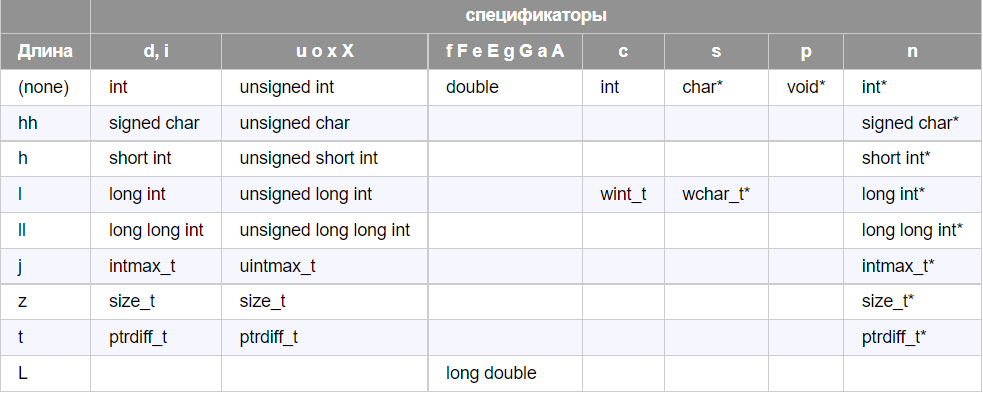 спецификаторы
Длина d, i u o x X f F e E g G a A c s p n
(none) int unsigned int double int char* void* int*
hh signed char unsigned char signed char*
h short int unsigned short int short int*
l long int unsigned long int wint_t wchar_t* long int*
ll long long int unsigned long long int long long int*
j intmax_t uintmax_t intmax_t*
z size_t size_t size_t*
t ptrdiff_t ptrdiff_t ptrdiff_t*
L long double